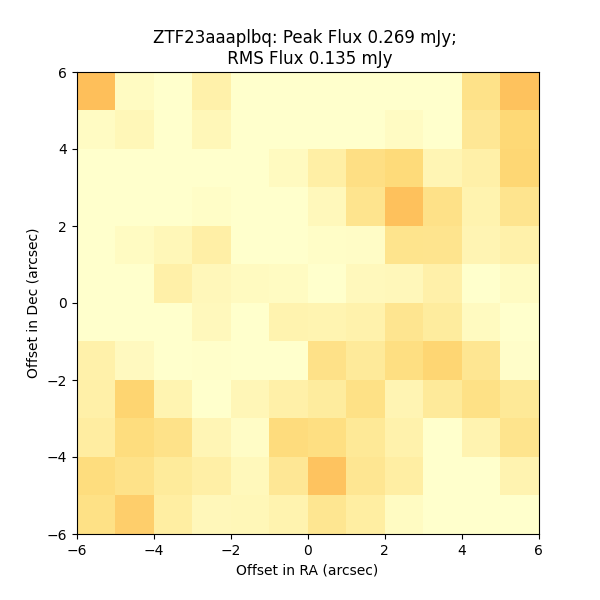 ZTF23aaaplbq: Peak Flux 0.269 mJy;
RMS Flux 0.135 mJy
6
4
2
0
−2
−4
−6
Offset in Dec (arcsec)
−6 −4 −2 0 2 4 6
Offset in RA (arcsec)